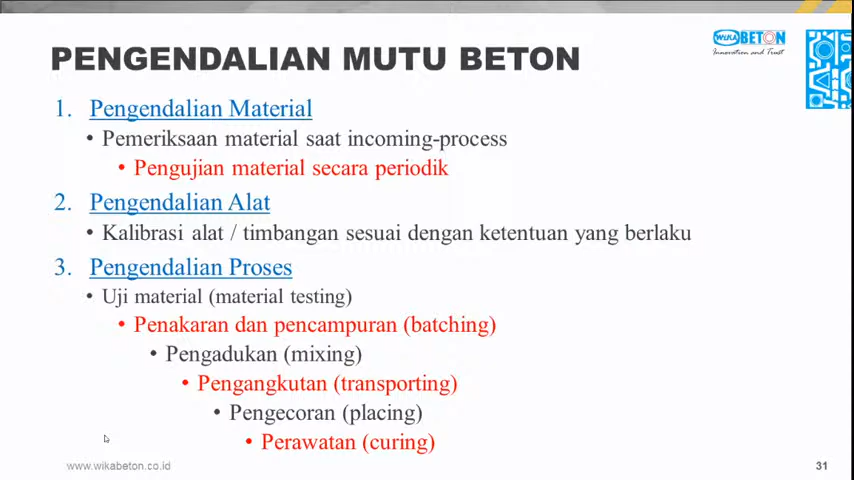 PENGENDALIAN MUTU BETON
WIKA BETON
Innovation and Trust
1. Pengendalian Material
• Pemeriksaan material saat incoming-process
• Pengujian material secara periodik
2. Pengendalian Alat
• Kalibrasi alat / timbangan sesuai dengan ketentuan yang berlaku
3. Pengendalian Proses
• Uji material (material testing)
• Penakaran dan pencampuran (batching)
• Pengadukan (mixing)
• Pengangkutan (transporting)
• Pengecoran (placing)
• Perawatan (curing)
www.wikabeton.co.id
31